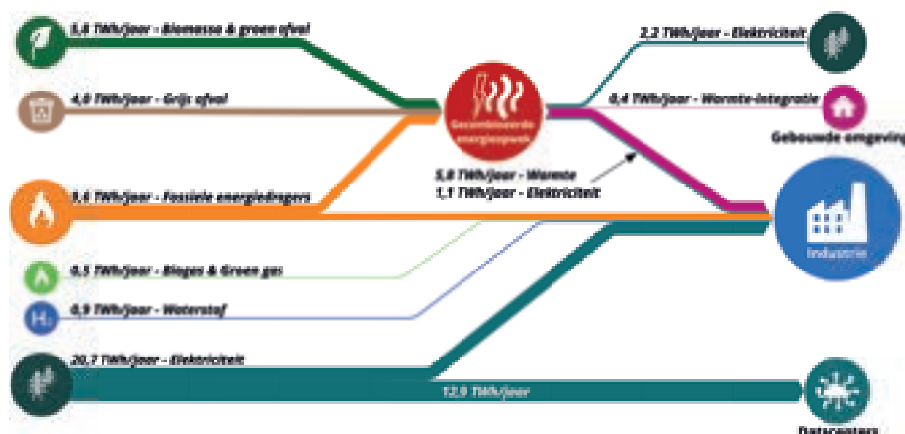 5,8 TWh/jaar - Biomassa & groen afval
2,2 TWh/jaar - Elektriciteit
4,0 TWh/jaar - Grijs afval
Gecombineerde
energieopwek
0,4 TWh/jaar - Warmte-integratie
Gebouwde omgeving
5,8 TWh/jaar - Warmte
1,1 TWh/jaar - Elektriciteit
TWh/jaar - Fossiele energiedragers
Industrie
0,5 TWh/jaar - Biogas & Groen gas
H₂
0,9 TWh/jaar - Waterstof
20,7 TWh/jaar - Elektriciteit
12,9 TWh/jaar
Datacenters